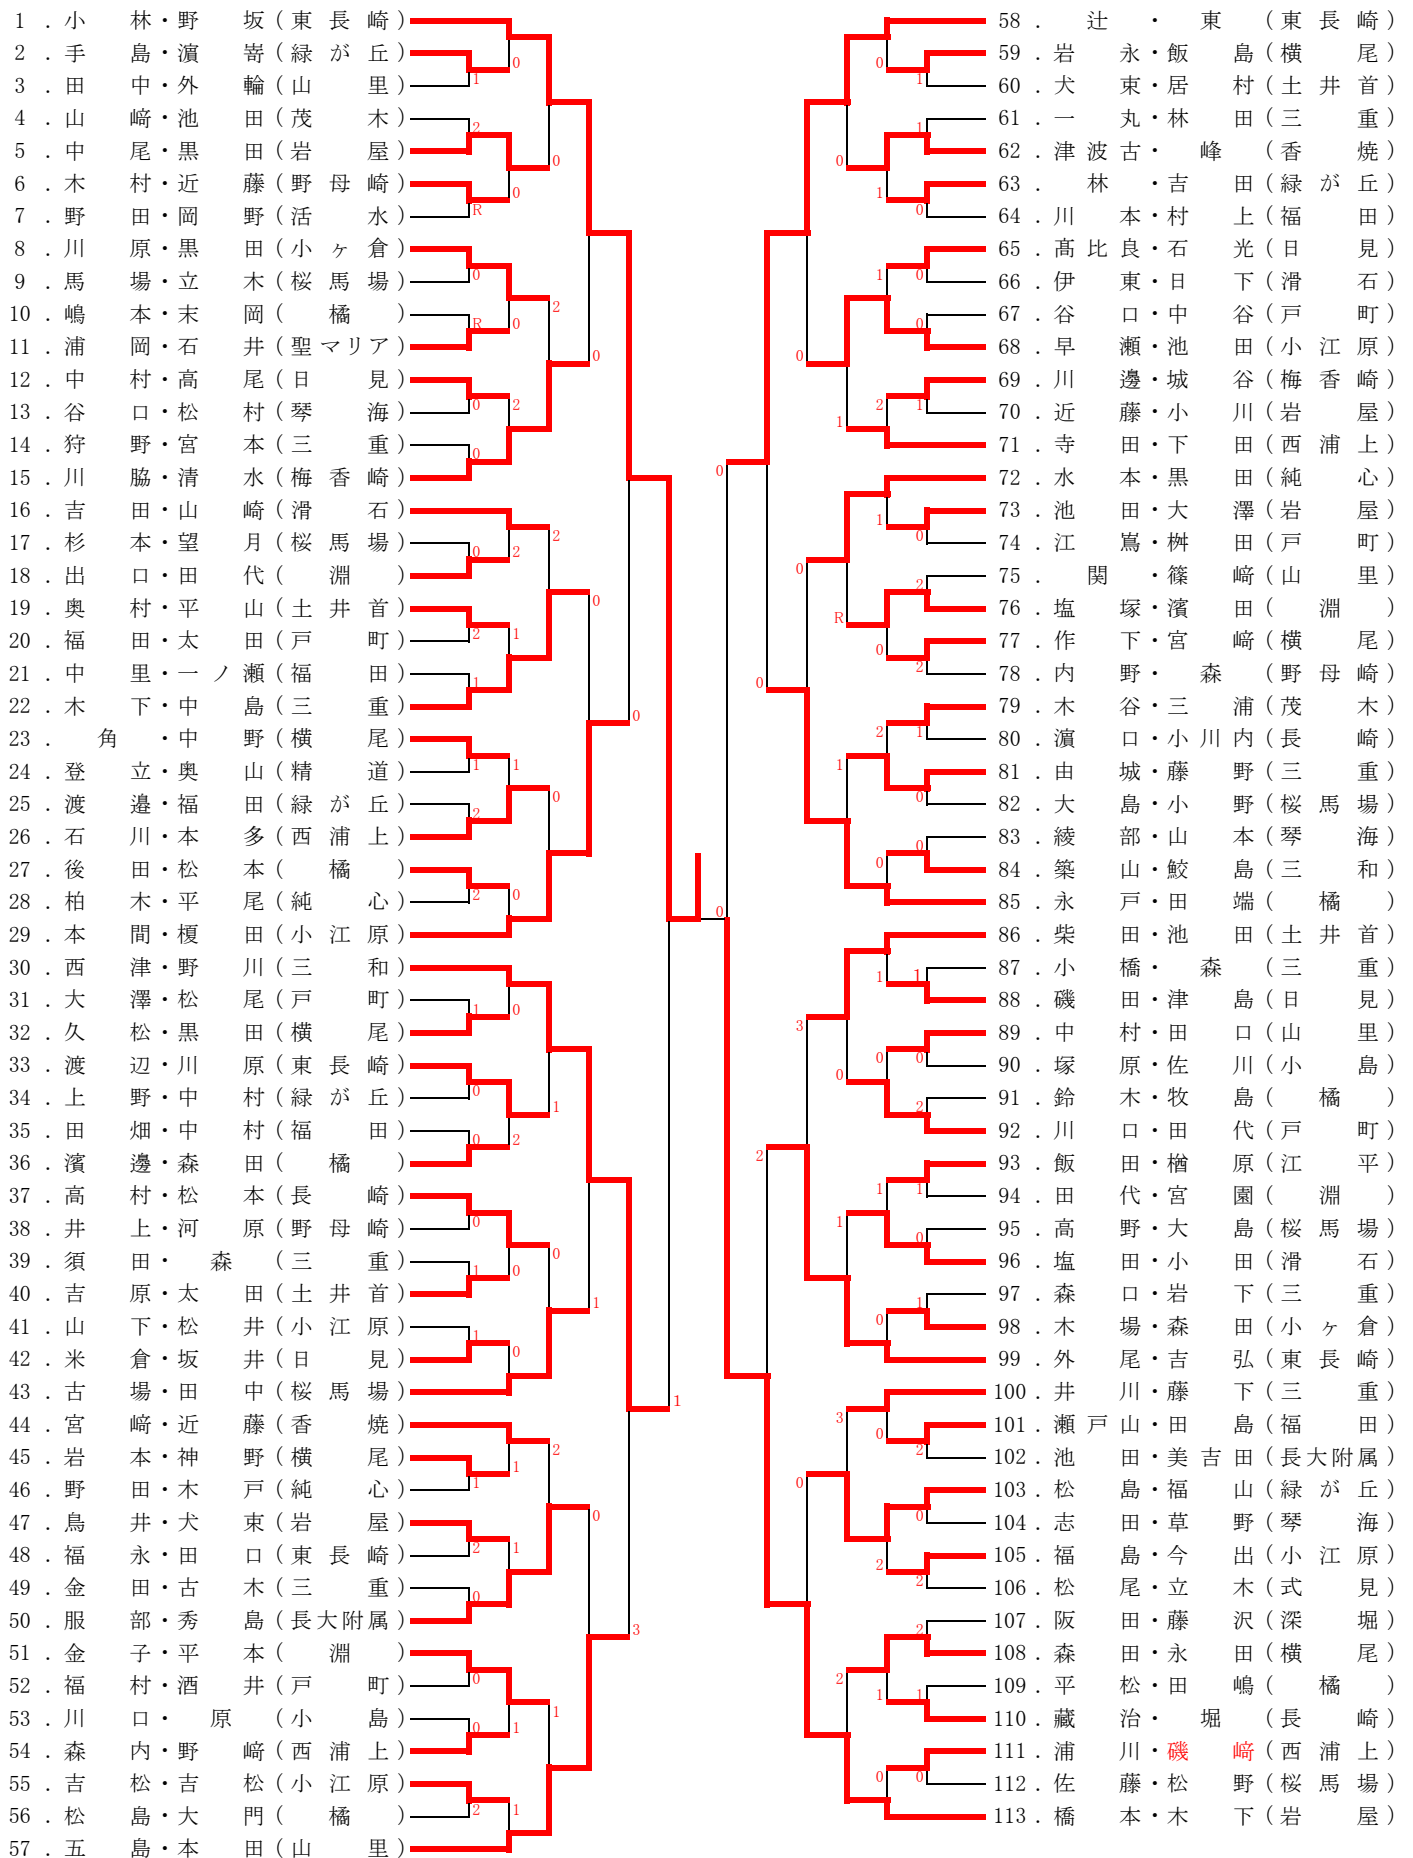 1 . 小 林・野 坂 ( 東 長 崎 )
2 . 手 島・濵 嵜 ( 緑 が 丘 )
3 . 田 中・外 輪 ( 山 里 )
4 . 山 﨑・池 田 ( 茂 木 )
5 . 中 尾・黒 田 ( 岩 屋 )
6 . 木 村・近 藤 ( 野 母 崎 )
7 . 野 田・岡 野 ( 活 水 )
8 . 川 原・黒 田 ( 小 ヶ 倉 )
9 . 馬 場・立 木 ( 桜 馬 場 )
10 . 嶋 本・末 岡 ( 橘 )
11 . 浦 岡・石 井 ( 聖マリア )
12 . 中 村・高 尾 ( 日 見 )
13 . 谷 口・松 村 ( 琴 海 )
14 . 狩 野・宮 本 ( 三 重 )
15 . 川 脇・清 水 ( 梅 香 崎 )
16 . 吉 田・山 崎 ( 滑 石 )
17 . 杉 本・望 月 ( 桜 馬 場 )
18 . 出 口・田 代 ( 淵 )
19 . 奥 村・平 山 ( 土 井 首 )
20 . 福 田・太 田 ( 戸 町 )
21 . 中 里・一ノ瀬 ( 福 田 )
22 . 木 下・中 島 ( 三 重 )
23 . 角 ・中 野 ( 横 尾 )
24 . 登 立・奥 山 ( 精 道 )
25 . 渡 邉・福 田 ( 緑 が 丘 )
26 . 石 川・本 多 ( 西 浦 上 )
27 . 後 田・松 本 ( 橘 )
28 . 柏 木・平 尾 ( 純 心 )
29 . 本 間・榎 田 ( 小 江 原 )
30 . 西 津・野 川 ( 三 和 )
31 . 大 澤・松 尾 ( 戸 町 )
32 . 久 松・黒 田 ( 横 尾 )
33 . 渡 辺・川 原 ( 東 長 崎 )
34 . 上 野・中 村 ( 緑 が 丘 )
35 . 田 畑・中 村 ( 福 田 )
36 . 濱 邊・森 田 ( 橘 )
37 . 高 村・松 本 ( 長 崎 )
38 . 井 上・河 原 ( 野 母 崎 )
39 . 須 田・ 森 ( 三 重 )
40 . 吉 原・太 田 ( 土 井 首 )
41 . 山 下・松 井 ( 小 江 原 )
42 . 米 倉・坂 井 ( 日 見 )
43 . 古 場・田 中 ( 桜 馬 場 )
44 . 宮 﨑・近 藤 ( 香 焼 )
45 . 岩 本・神 野 ( 横 尾 )
46 . 野 田・木 戸 ( 純 心 )
47 . 鳥 井・犬 束 ( 岩 屋 )
48 . 福 永・田 口 ( 東 長 崎 )
49 . 金 田・古 木 ( 三 重 )
50 . 服 部・秀 島 ( 長大附属 )
51 . 金 子・平 本 ( 淵 )
52 . 福 村・酒 井 ( 戸 町 )
53 . 川 口・ 原 ( 小 島 )
54 . 森 内・野 﨑 ( 西 浦 上 )
55 . 吉 松・吉 松 ( 小 江 原 )
56 . 松 島・大 門 ( 橘 )
57 . 五 島・本 田 ( 山 里 )
58 . 辻 ・ 東 ( 東 長 崎 )
59 . 岩 永・飯 島 ( 横 尾 )
60 . 犬 束・居 村 ( 土 井 首 )
61 . 一 丸・林 田 ( 三 重 )
62 . 津波古・ 峰 ( 香 焼 )
63 . 林 ・吉 田 ( 緑 が 丘 )
64 . 川 本・村 上 ( 福 田 )
65 . 髙比良・石 光 ( 日 見 )
66 . 伊 東・日 下 ( 滑 石 )
67 . 谷 口・中 谷 ( 戸 町 )
68 . 早 瀬・池 田 ( 小 江 原 )
69 . 川 邊・城 谷 ( 梅 香 崎 )
70 . 近 藤・小 川 ( 岩 屋 )
71 . 寺 田・下 田 ( 西 浦 上 )
72 . 水 本・黒 田 ( 純 心 )
73 . 池 田・大 澤 ( 岩 屋 )
74 . 江 嶌・桝 田 ( 戸 町 )
75 . 関 ・篠 﨑 ( 山 里 )
76 . 塩 塚・濱 田 ( 淵 )
77 . 作 下・宮 﨑 ( 横 尾 )
78 . 内 野・ 森 ( 野 母 崎 )
79 . 木 谷・三 浦 ( 茂 木 )
80 . 濵 口・小川内 ( 長 崎 )
81 . 由 城・藤 野 ( 三 重 )
82 . 大 島・小 野 ( 桜 馬 場 )
83 . 綾 部・山 本 ( 琴 海 )
84 . 築 山・鮫 島 ( 三 和 )
85 . 永 戸・田 端 ( 橘 )
86 . 柴 田・池 田 ( 土 井 首 )
87 . 小 橋・ 森 ( 三 重 )
88 . 磯 田・津 島 ( 日 見 )
89 . 中 村・田 口 ( 山 里 )
90 . 塚 原・佐 川 ( 小 島 )
91 . 鈴 木・牧 島 ( 橘 )
92 . 川 口・田 代 ( 戸 町 )
93 . 飯 田・楢 原 ( 江 平 )
94 . 田 代・宮 園 ( 淵 )
95 . 高 野・大 島 ( 桜 馬 場 )
96 . 塩 田・小 田 ( 滑 石 )
97 . 森 口・岩 下 ( 三 重 )
98 . 木 場・森 田 ( 小 ヶ 倉 )
99 . 外 尾・吉 弘 ( 東 長 崎 )
100 . 井 川・藤 下 ( 三 重 )
101 . 瀬戸山・田 島 ( 福 田 )
102 . 池 田・美吉田 ( 長大附属 )
103 . 松 島・福 山 ( 緑 が 丘 )
104 . 志 田・草 野 ( 琴 海 )
105 . 福 島・今 出 ( 小 江 原 )
106 . 松 尾・立 木 ( 式 見 )
107 . 阪 田・藤 沢 ( 深 堀 )
108 . 森 田・永 田 ( 横 尾 )
109 . 平 松・田 嶋 ( 橘 )
110 . 藏 治・ 堀 ( 長 崎 )
111 . 浦 川・磯 﨑 ( 西 浦 上 )
112 . 佐 藤・松 野 ( 桜 馬 場 )
113 . 橋 本・木 下 ( 岩 屋 )